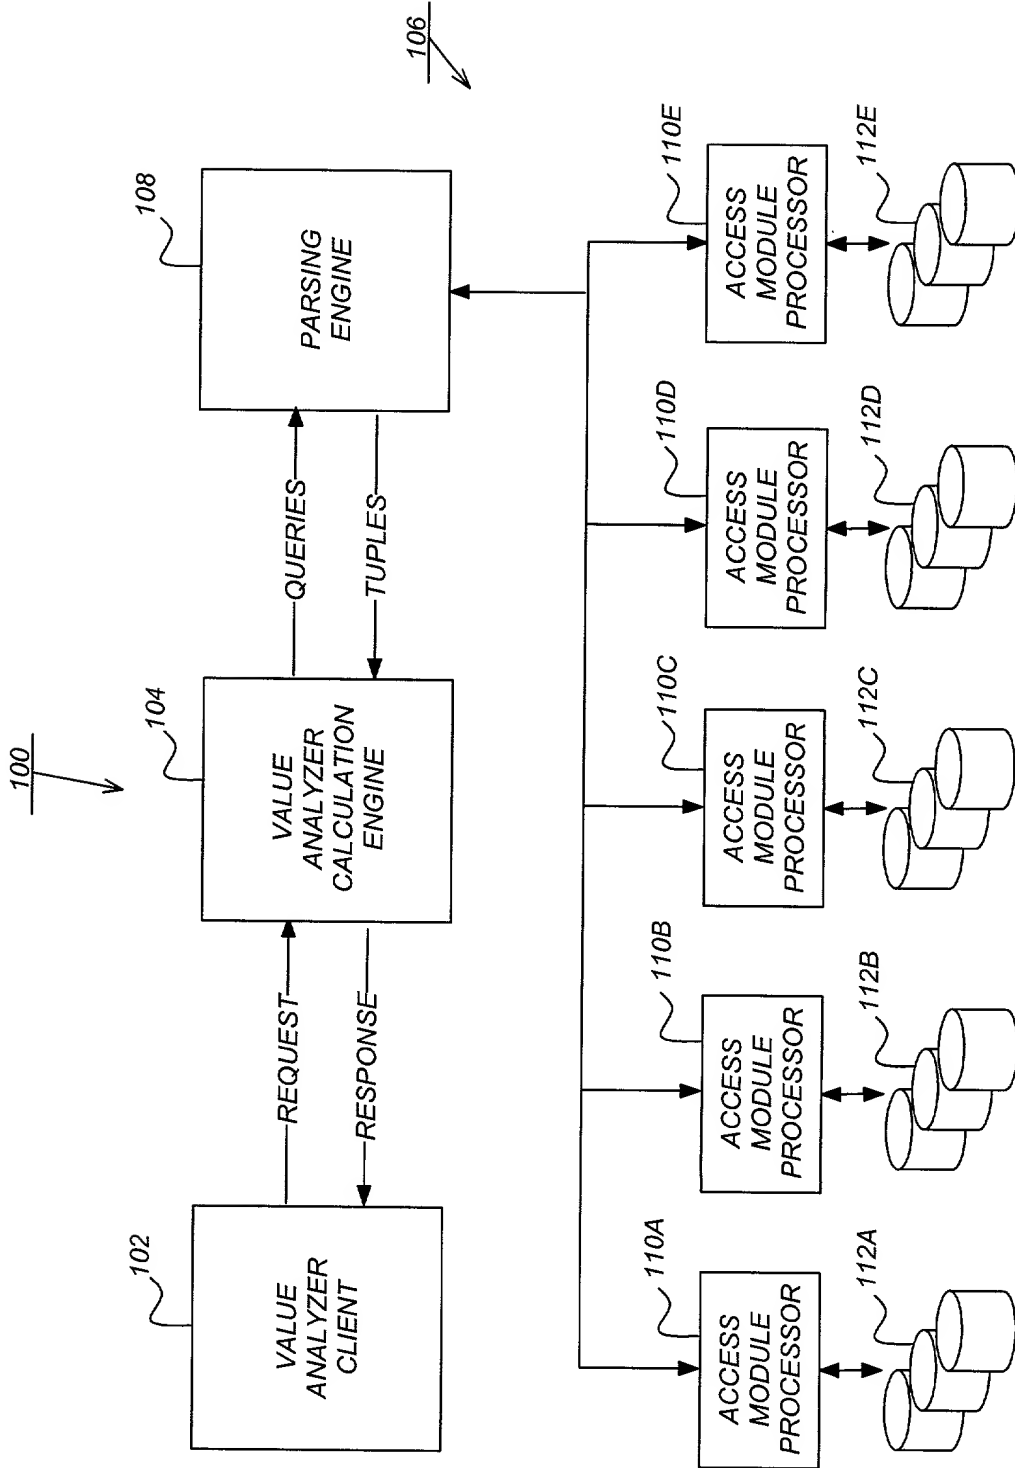 100
106
102
VALUE
ANALYZER
CLIENT
REQUEST
RESPONSE
104
VALUE
ANALYZER
CALCULATION
ENGINE
QUERIES
TUPLES
108
PARSING
ENGINE
110A
ACCESS
MODULE
PROCESSOR
112A
110B
ACCESS
MODULE
PROCESSOR
112B
110C
ACCESS
MODULE
PROCESSOR
112C
110D
ACCESS
MODULE
PROCESSOR
112D
110E
ACCESS
MODULE
PROCESSOR
112E